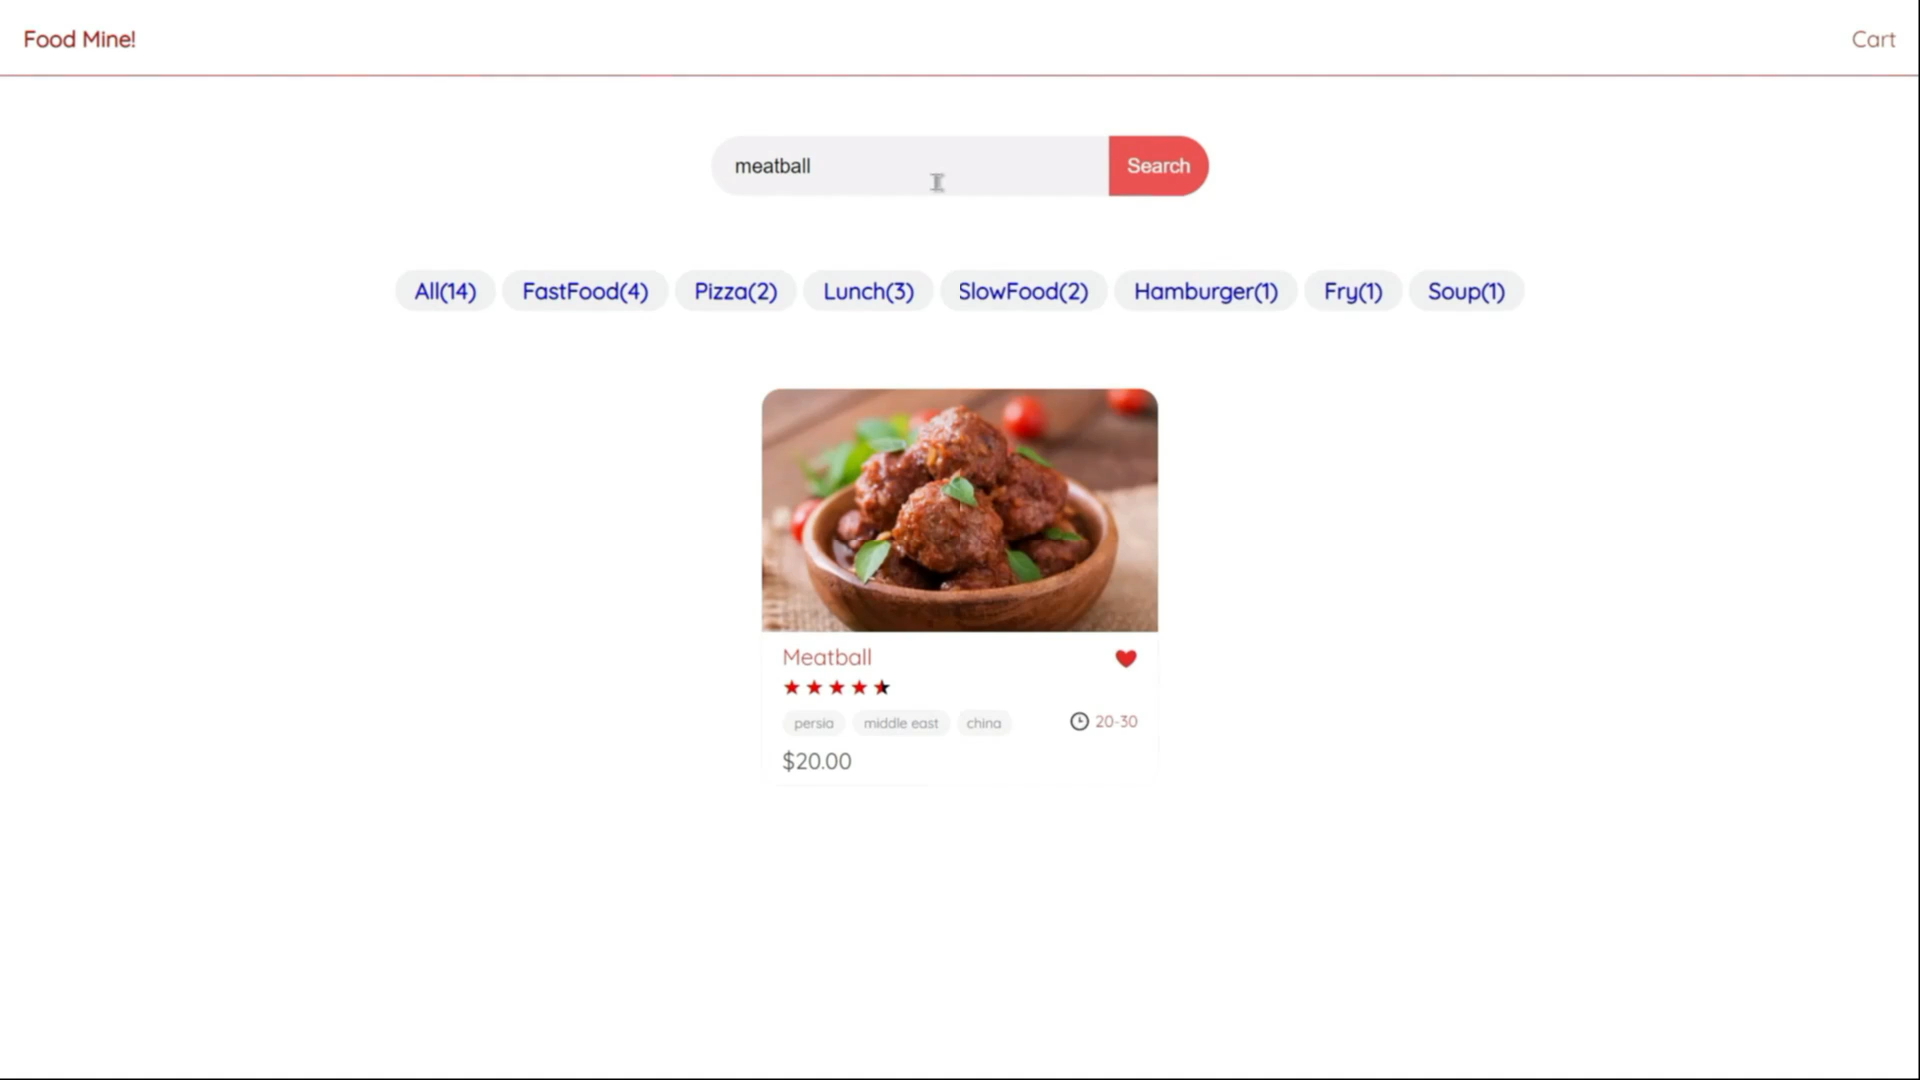 Food Mine! Cart
meatball Search
All(14) FastFood(4) Pizza(2) Lunch(3) SlowFood(2) Hamburger(1) Fry(1) Soup(1)
Meatball
persia middle east china 20-30
$20.00